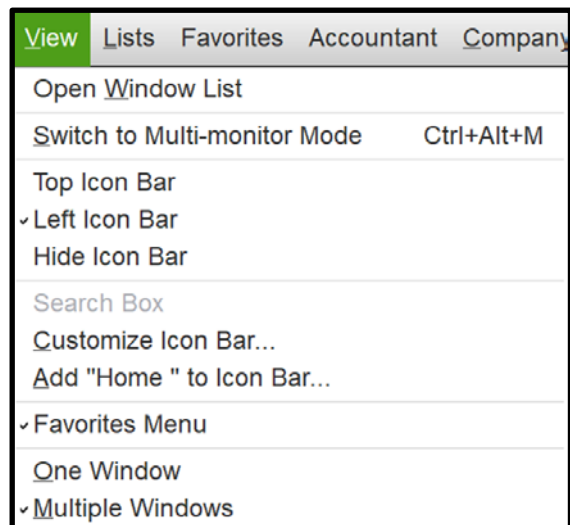 View Lists Favorites Accountant Company
Open Window List
Switch to Multi-monitor Mode Ctrl+Alt+M
Top Icon Bar
Left Icon Bar
Hide Icon Bar
Search Box
Customize Icon Bar...
Add "Home " to Icon Bar...
Favorites Menu
One Window
Multiple Windows